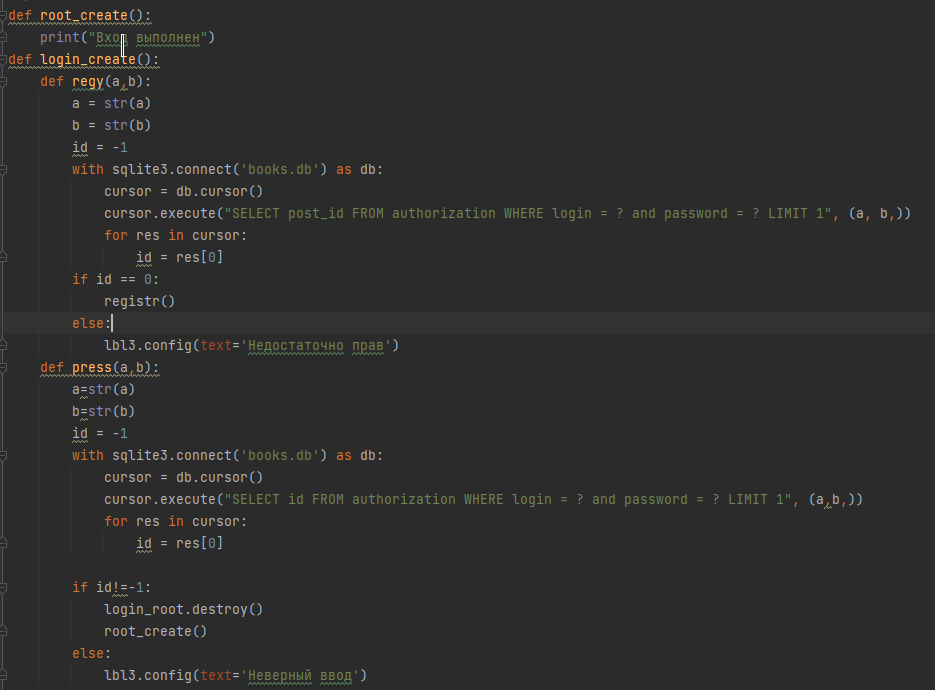 def root_create():
    print("Вход выполнен")
def login_create():
    def regy(a,b):
        a = str(a)
        b = str(b)
        id = -1
        with sqlite3.connect('books.db') as db:
            cursor = db.cursor()
            cursor.execute("SELECT post_id FROM authorization WHERE login = ? and password = ? LIMIT 1", (a, b,))
            for res in cursor:
                id = res[0]
        if id == 0:
            registr()
        else:
            lbl3.config(text='Недостаточно прав')
    def press(a,b):
        a=str(a)
        b=str(b)
        id = -1
        with sqlite3.connect('books.db') as db:
            cursor = db.cursor()
            cursor.execute("SELECT id FROM authorization WHERE login = ? and password = ? LIMIT 1", (a,b,))
            for res in cursor:
                id = res[0]

        if id!=-1:
            login_root.destroy()
            root_create()
        else:
            lbl3.config(text='Неверный ввод')